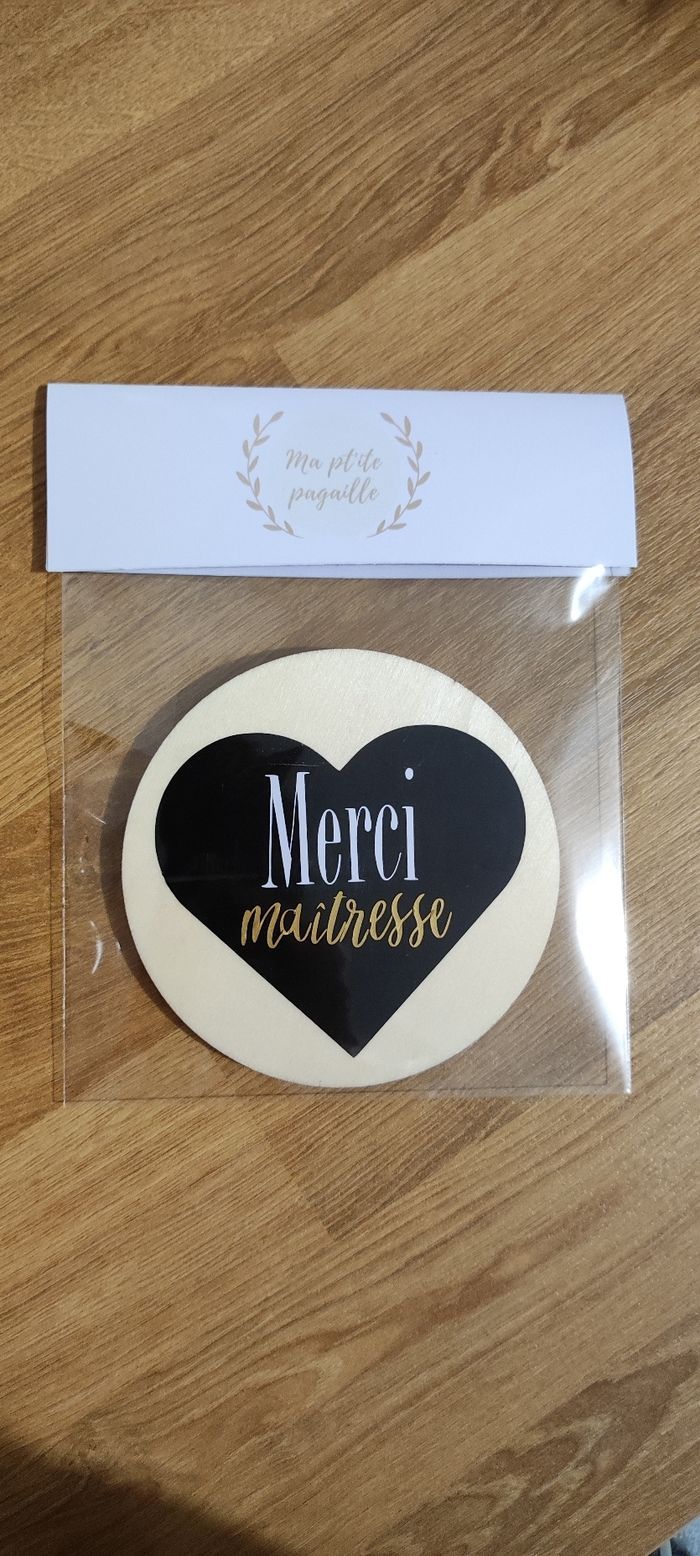 Ma pt'ite
pagaille
Merci
maîtresse